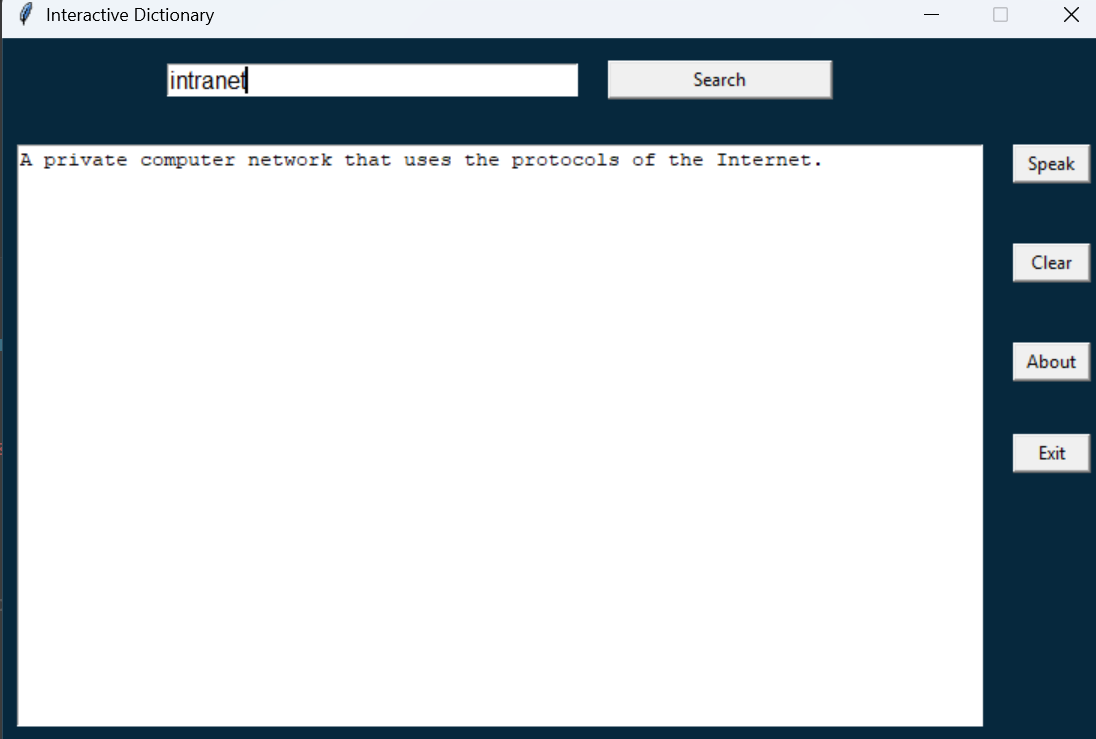 Interactive Dictionary
intranet
Search
A private computer network that uses the protocols of the Internet.
Speak
Clear
About
Exit